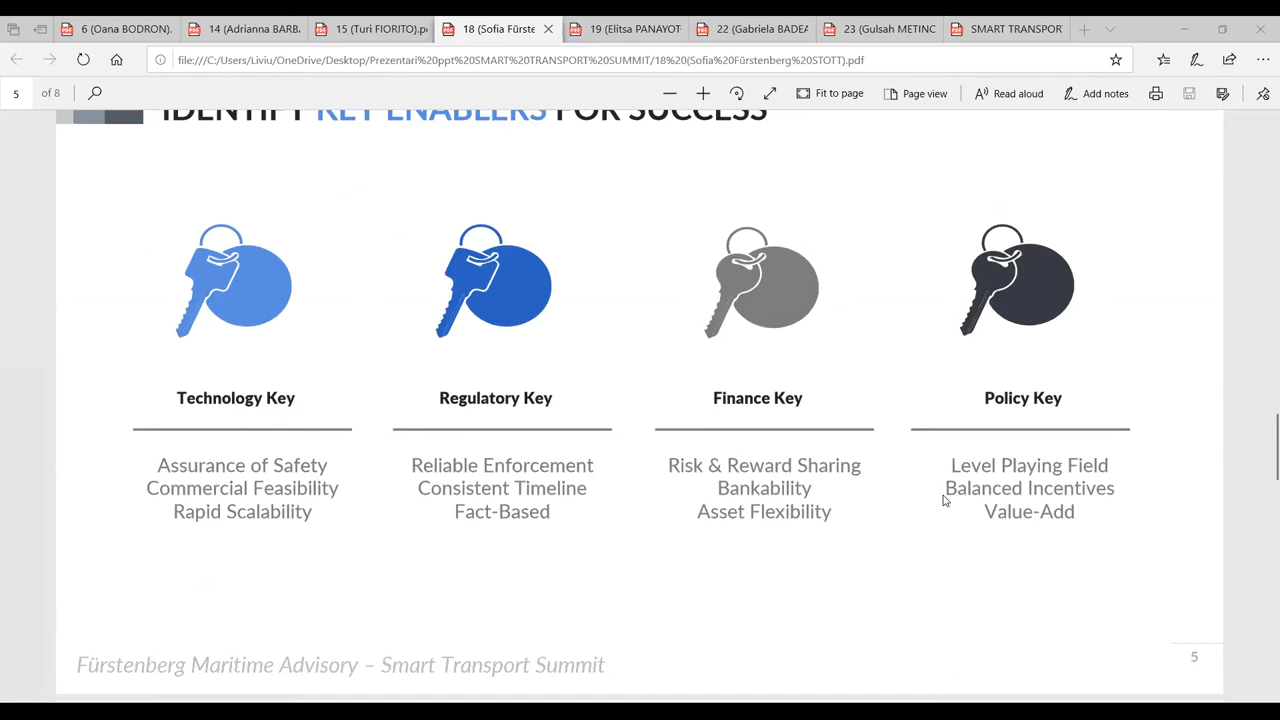 6 (Oana BODRON).
14 (Adrianna BARB.
15 (Turi FIORITO).p
18 (Sofia Fürste
19 (Elitsa PANAYOT
22 (Gabriela BADEA
23 (Gulsah METINC
SMART TRANSPOR
file:///C:/Users/Liviu/OneDrive/Desktop/Prezentari%20ppt%20SMART%20TRANSPORT%20SUMMIT/18%20(Sofia%20Fürstenberg%20STOTT).pdf
5 of 8
Fit to page
Page view
Read aloud
Add notes
IDENTIFY KEY ENABLERS FOR SUCCESS
Technology Key
Assurance of Safety
Commercial Feasibility
Rapid Scalability
Regulatory Key
Reliable Enforcement
Consistent Timeline
Fact-Based
Finance Key
Risk & Reward Sharing
Bankability
Asset Flexibility
Policy Key
Level Playing Field
Balanced Incentives
Value-Add
Fürstenberg Maritime Advisory – Smart Transport Summit
5